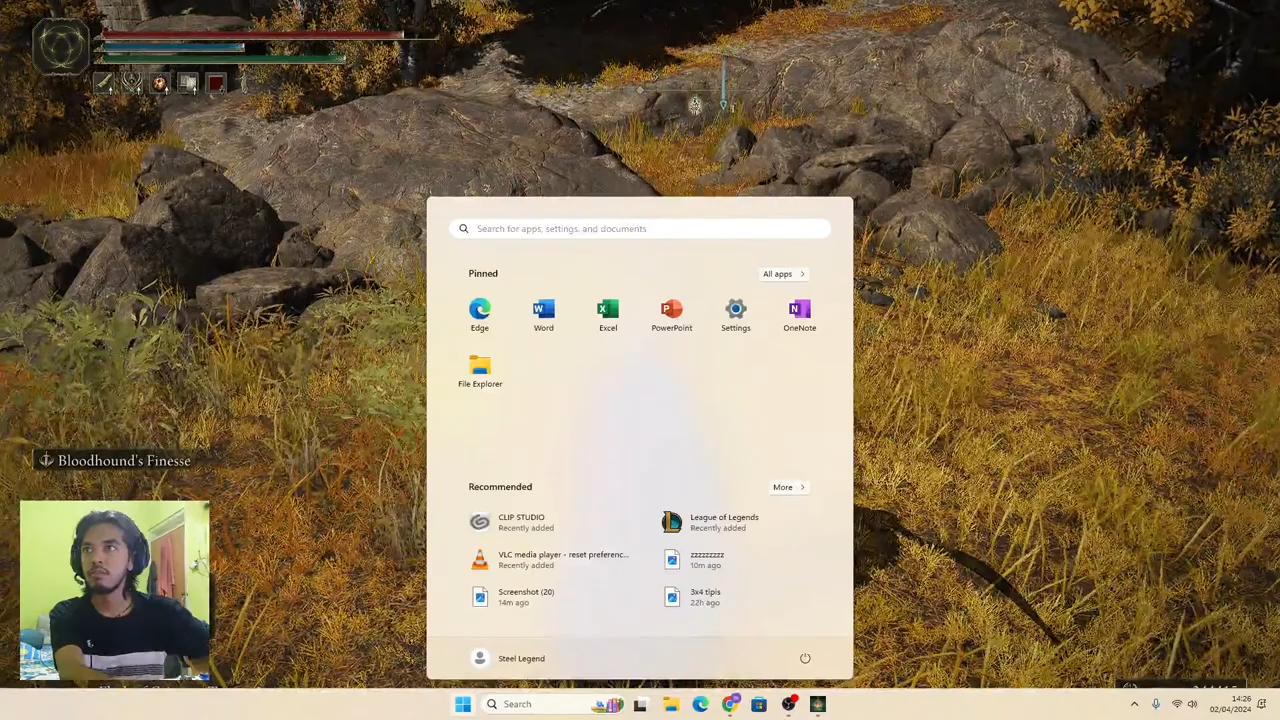 Search for apps, settings, and documents
Pinned
All apps
Edge
Word
Excel
PowerPoint
Settings
OneNote
File Explorer
Bloodhound's Finesse
Recommended
More
CLIP STUDIO
Recently added
League of Legends
Recently added
VLC media player - reset preferenc...
Recently added
zzzzzzzzz
10m ago
Screenshot (20)
14m ago
3x4 tipis
22h ago
Steel Legend
Search
14:26
02/04/2024